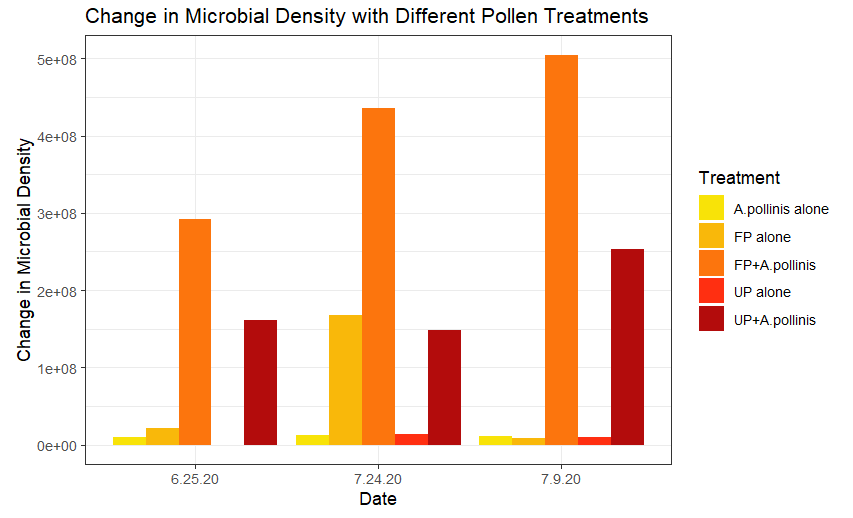 Change in Microbial Density with Different Pollen Treatments
Change in Microbial Density
5e+08
4e+08
3e+08
2e+08
1e+08
0e+00
6.25.20
7.24.20
7.9.20
Date
Treatment
A.pollinis alone
FP alone
FP+A.pollinis
UP alone
UP+A.pollinis